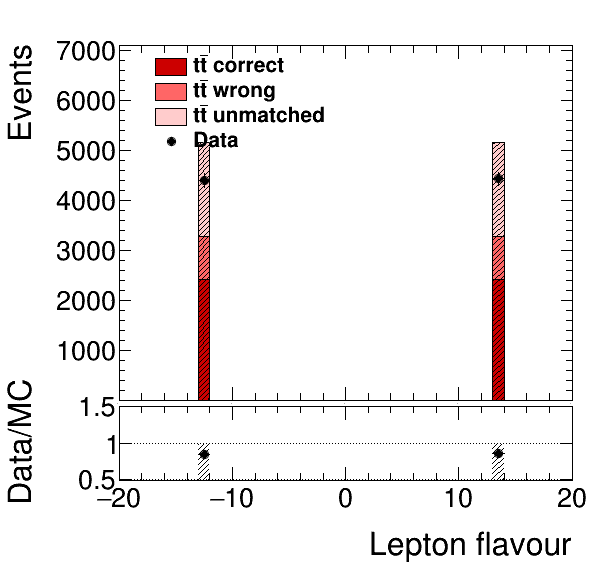 Events
7000
6000
5000
4000
3000
2000
1000
tt̄ correct
tt̄ wrong
tt̄ unmatched
Data
Data/MC
1.5
1
0.5
−20 −10 0 10 20
Lepton flavour